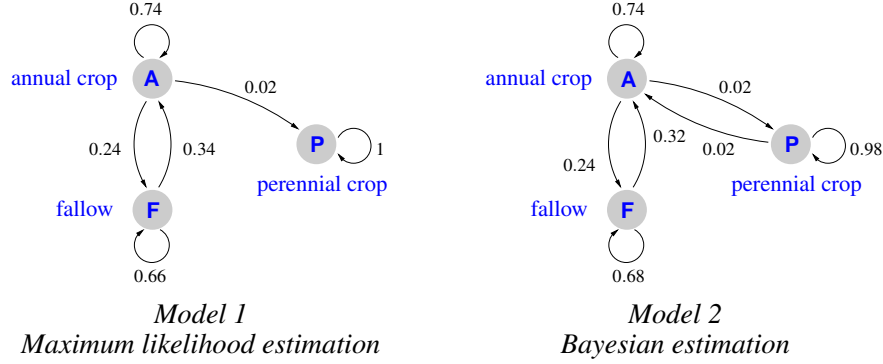 0.74
annual crop
A
0.02
0.24
0.34
P
1
perennial crop
fallow
F
0.66
Model 1
Maximum likelihood estimation
0.74
annual crop
A
0.02
0.32
0.02
0.24
P
0.98
perennial crop
fallow
F
0.68
Model 2
Bayesian estimation